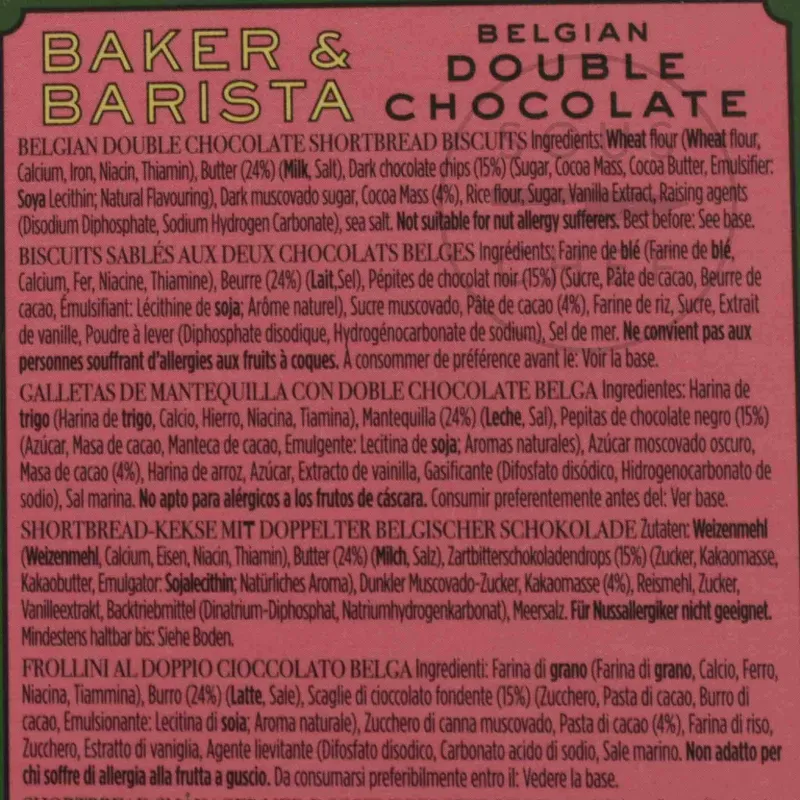 BAKER & BARISTA
BELGIAN DOUBLE CHOCOLATE
BELGIAN DOUBLE CHOCOLATE SHORTBREAD BISCUITS Ingredients: Wheat flour (Wheat flour,
Calcium, Iron, Niacin, Thiamin), Butter (24%) (Milk, Salt), Dark chocolate chips (15%) (Sugar, Cocoa Mass, Cocoa Butter, Emulsifier:
Soya Lecithin; Natural Flavouring), Dark muscovado sugar, Cocoa Mass (4%), Rice flour, Sugar, Vanilla Extract, Raising agents
(Disodium Diphosphate, Sodium Hydrogen Carbonate), sea salt. Not suitable for nut allergy sufferers. Best before: See base.
BISCUITS SABLÉS AUX DEUX CHOCOLATS BELGES Ingrédients: Farine de blé (Farine de blé,
Calcium, Fer, Niacine, Thiamine), Beurre (24%) (Lait,Sel), Pépites de chocolat noir (15%) (Sucre, Pâte de cacao, Beurre de
cacao, Émulsifiant: Lécithine de soja; Arôme naturel), Sucre muscovado, Pâte de cacao (4%), Farine de riz, Sucre, Extrait
de vanille, Poudre à lever (Diphosphate disodique, Hydrogénocarbonate de sodium), Sel de mer. Ne convient pas aux
personnes souffrant d'allergies aux fruits à coques. À consommer de préférence avant le: Voir la base.
GALLETAS DE MANTEQUILLA CON DOBLE CHOCOLATE BELGA Ingredientes: Harina de
trigo (Harina de trigo, Calcio, Hierro, Niacina, Tiamina), Mantequilla (24%) (Leche, Sal), Pepitas de chocolate negro (15%)
(Azúcar, Masa de cacao, Manteca de cacao, Emulgente: Lecitina de soja; Aromas naturales), Azúcar moscovado oscuro,
Masa de cacao (4%), Harina de arroz, Azúcar, Extracto de vainilla, Gasificante (Difosfato disódico, Hidrogenocarbonato de
sodio), Sal marina. No apto para alérgicos a los frutos de cáscara. Consumir preferentemente antes del: Ver base.
SHORTBREAD-KEKSE MIT DOPPELTER BELGISCHER SCHOKOLADE Zutaten: Weizenmehl
(Weizenmehl, Calcium, Eisen, Niacin, Thiamin), Butter (24%) (Milch, Salz), Zartbitterschokoladendrops (15%) (Zucker, Kakaomasse,
Kakaobutter, Emulgator: Sojalecithin; Natürliches Aroma), Dunkler Muscovado-Zucker, Kakaomasse (4%), Reismehl, Zucker,
Vanilleextrakt, Backtriebmittel (Dinatrium-Diphosphat, Natriumhydrogenkarbonat), Meersalz. Für Nussallergiker nicht geeignet.
Mindestens haltbar bis: Siehe Boden.
FROLLINI AL DOPPIO CIOCCOLATO BELGA Ingredienti: Farina di grano (Farina di grano, Calcio, Ferro,
Niacina, Tiammina), Burro (24%) (Latte, Sale), Scaglie di cioccolato fondente (15%) (Zucchero, Pasta di cacao, Burro di
cacao, Emulsionante: Lecitina di soia; Aroma naturale), Zucchero di canna muscovado, Pasta di cacao (4%), Farina di riso,
Zucchero, Estratto di vaniglia, Agente lievitante (Difosfato disodico, Carbonato acido di sodio, Sale marino. Non adatto per
chi soffre di allergia alla frutta a guscio. Da consumarsi preferibilmente entro il: Vedere la base.